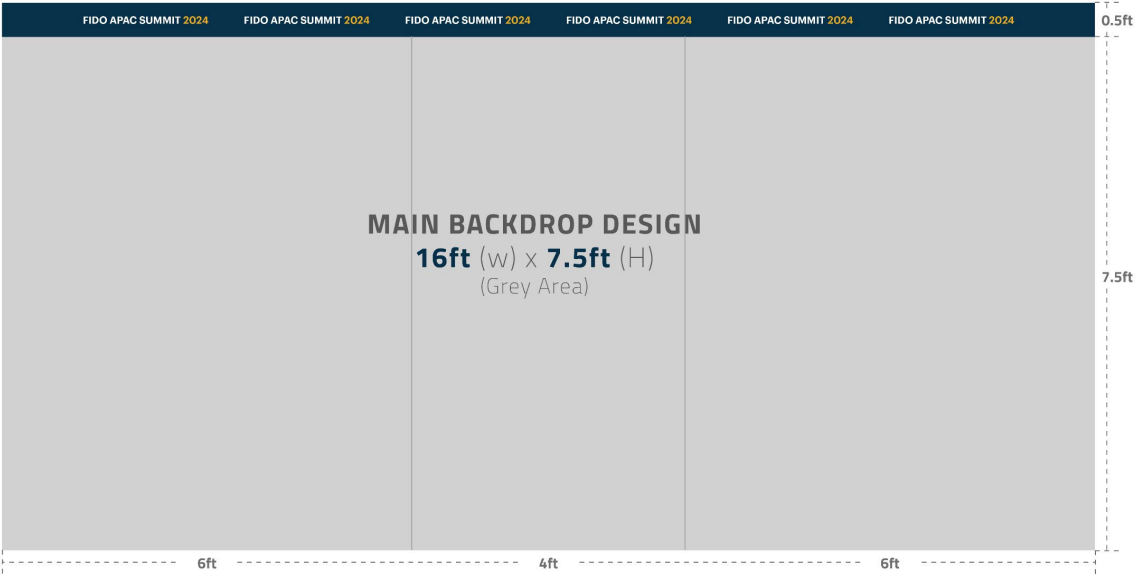 FIDO APAC SUMMIT 2024 FIDO APAC SUMMIT 2024 FIDO APAC SUMMIT 2024 FIDO APAC SUMMIT 2024 FIDO APAC SUMMIT 2024 FIDO APAC SUMMIT 2024
0.5ft
MAIN BACKDROP DESIGN
16ft (w) x 7.5ft (H)
(Grey Area)
7.5ft
6ft 4ft 6ft